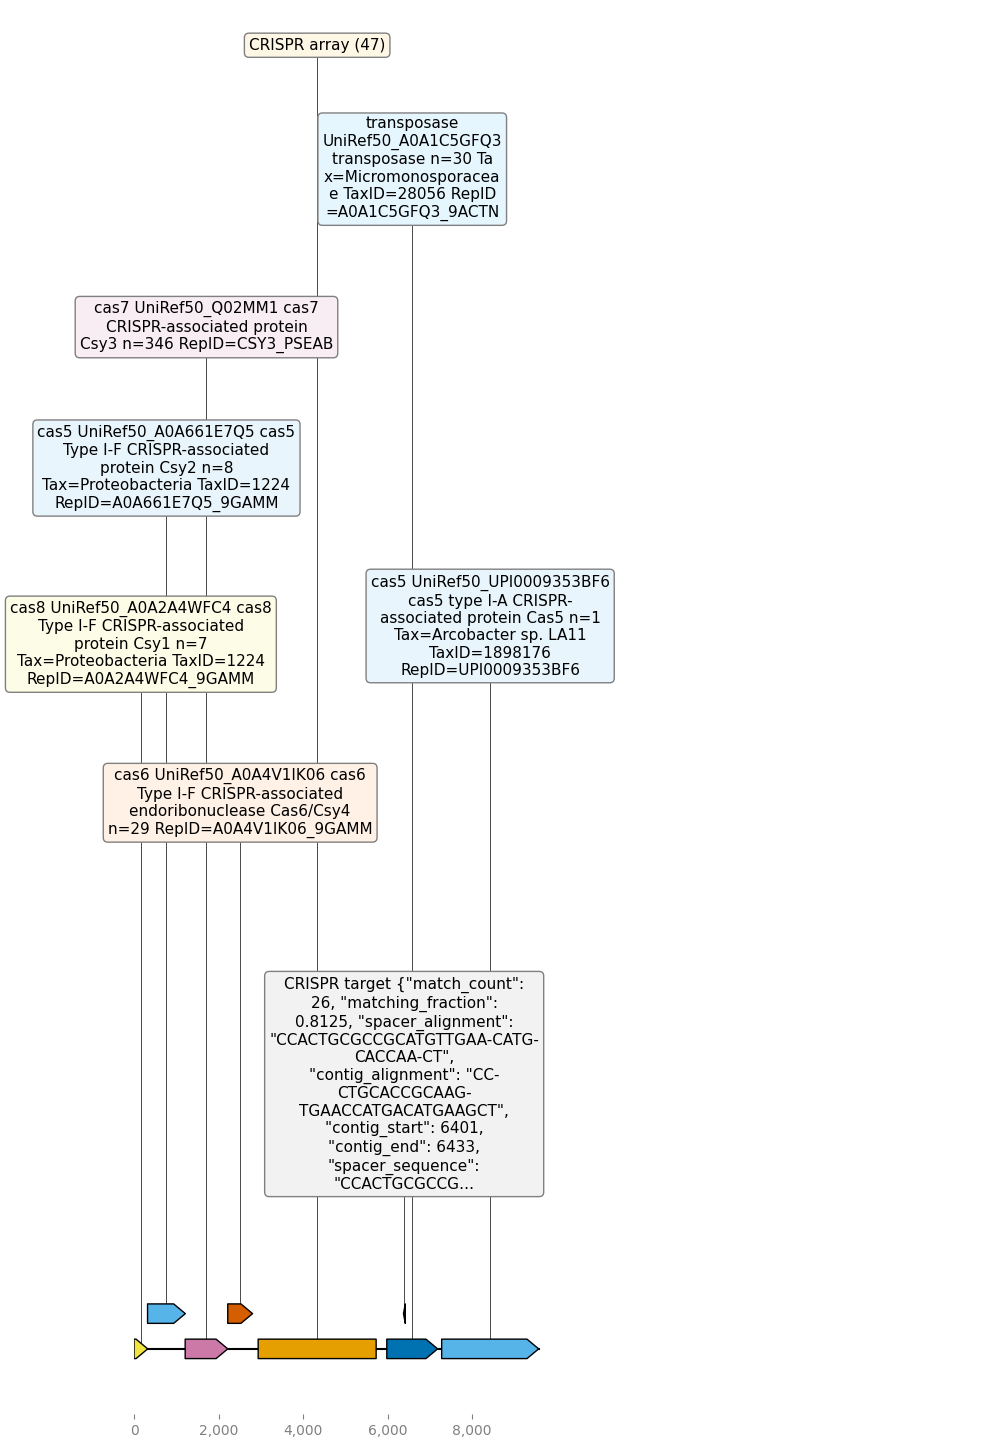 CRISPR array (47)
transposase
UniRef50_A0A1C5GFQ3
transposase n=30 Ta
x=Micromonosporacea
e TaxID=28056 RepID
=A0A1C5GFQ3_9ACTN
cas7 UniRef50_Q02MM1 cas7
CRISPR-associated protein
Csy3 n=346 RepID=CSY3_PSEAB
cas5 UniRef50_A0A661E7Q5 cas5
Type I-F CRISPR-associated
protein Csy2 n=8
Tax=Proteobacteria TaxID=1224
RepID=A0A661E7Q5_9GAMM
cas5 UniRef50_UPI0009353BF6
cas5 type I-A CRISPR-
associated protein Cas5 n=1
Tax=Arcobacter sp. LA11
TaxID=1898176
RepID=UPI0009353BF6
cas8 UniRef50_A0A2A4WFC4 cas8
Type I-F CRISPR-associated
protein Csy1 n=7
Tax=Proteobacteria TaxID=1224
RepID=A0A2A4WFC4_9GAMM
cas6 UniRef50_A0A4V1IK06 cas6
Type I-F CRISPR-associated
endoribonuclease Cas6/Csy4
n=29 RepID=A0A4V1IK06_9GAMM
CRISPR target {"match_count":
26, "matching_fraction":
0.8125, "spacer_alignment":
"CCACTGCGCCGCATGTTGAA-CATG-
CACCAA-CT",
"contig_alignment": "CC-
CTGCACCGCAAG-
TGAACCATGACATGAAGCT",
"contig_start": 6401,
"contig_end": 6433,
"spacer_sequence":
"CCACTGCGCCG...
0 2,000 4,000 6,000 8,000